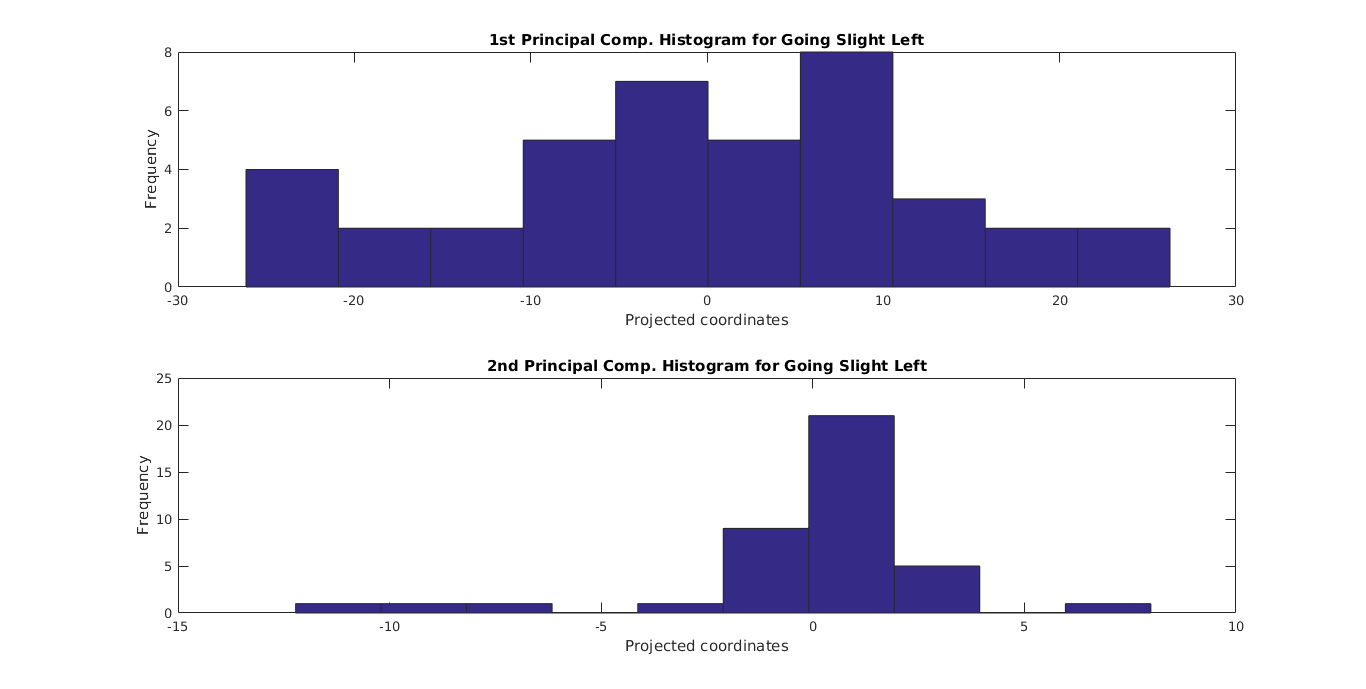 1st Principal Comp. Histogram for Going Slight Left
8
6
4
2
0
Frequency
-30 -20 -10 0 10 20 30
Projected coordinates
2nd Principal Comp. Histogram for Going Slight Left
25
20
15
10
5
0
Frequency
-15 -10 -5 0 5 10
Projected coordinates